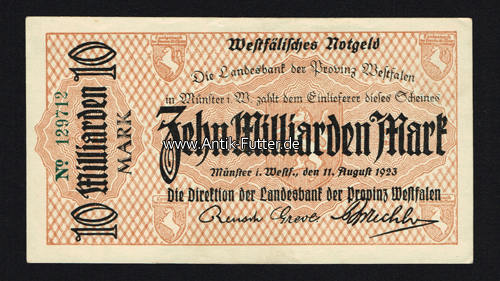 Westfälisches Notgeld
Die Landesbank der Provinz Westfalen
in Münster i. W. zahlt dem Einlieferer dieses Scheines
Zehn Milliarden Mark
www.Antik-Futter.de
Münster i. Westf., den 11. August 1923
Die Direktion der Landesbank der Provinz Westfalen
No 129712
10 Milliarden 10
MARK